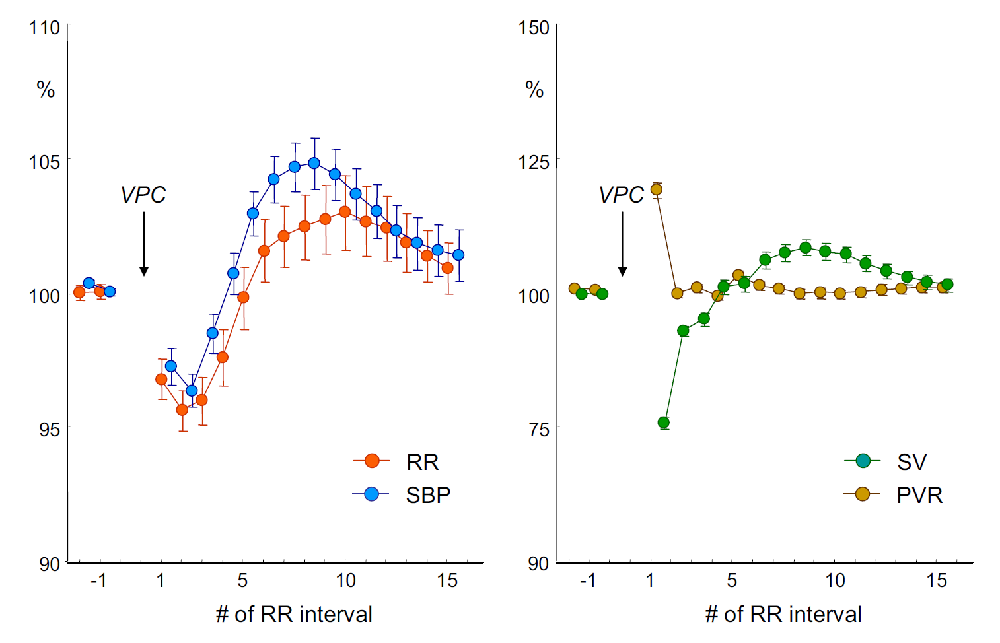 110
%
105
VPC
100
95
RR
SBP
90
-1 1 5 10 15
# of RR interval
150
%
125
VPC
100
75
SV
PVR
90
-1 1 5 10 15
# of RR interval